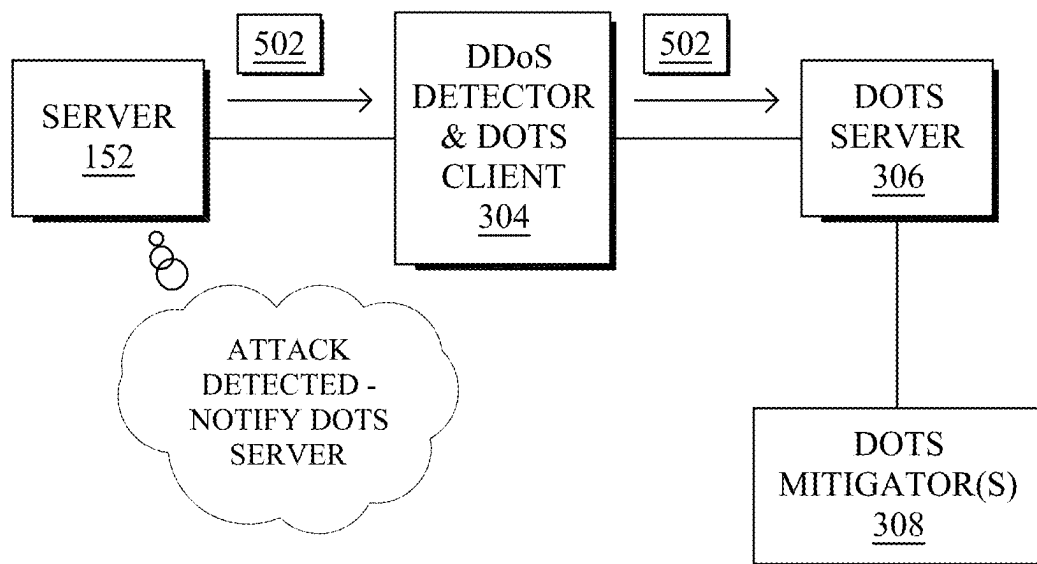 502
502
SERVER
152
DDoS
DETECTOR
& DOTS
CLIENT
304
DOTS
SERVER
306
ATTACK
DETECTED -
NOTIFY DOTS
SERVER
DOTS
MITIGATOR(S)
308